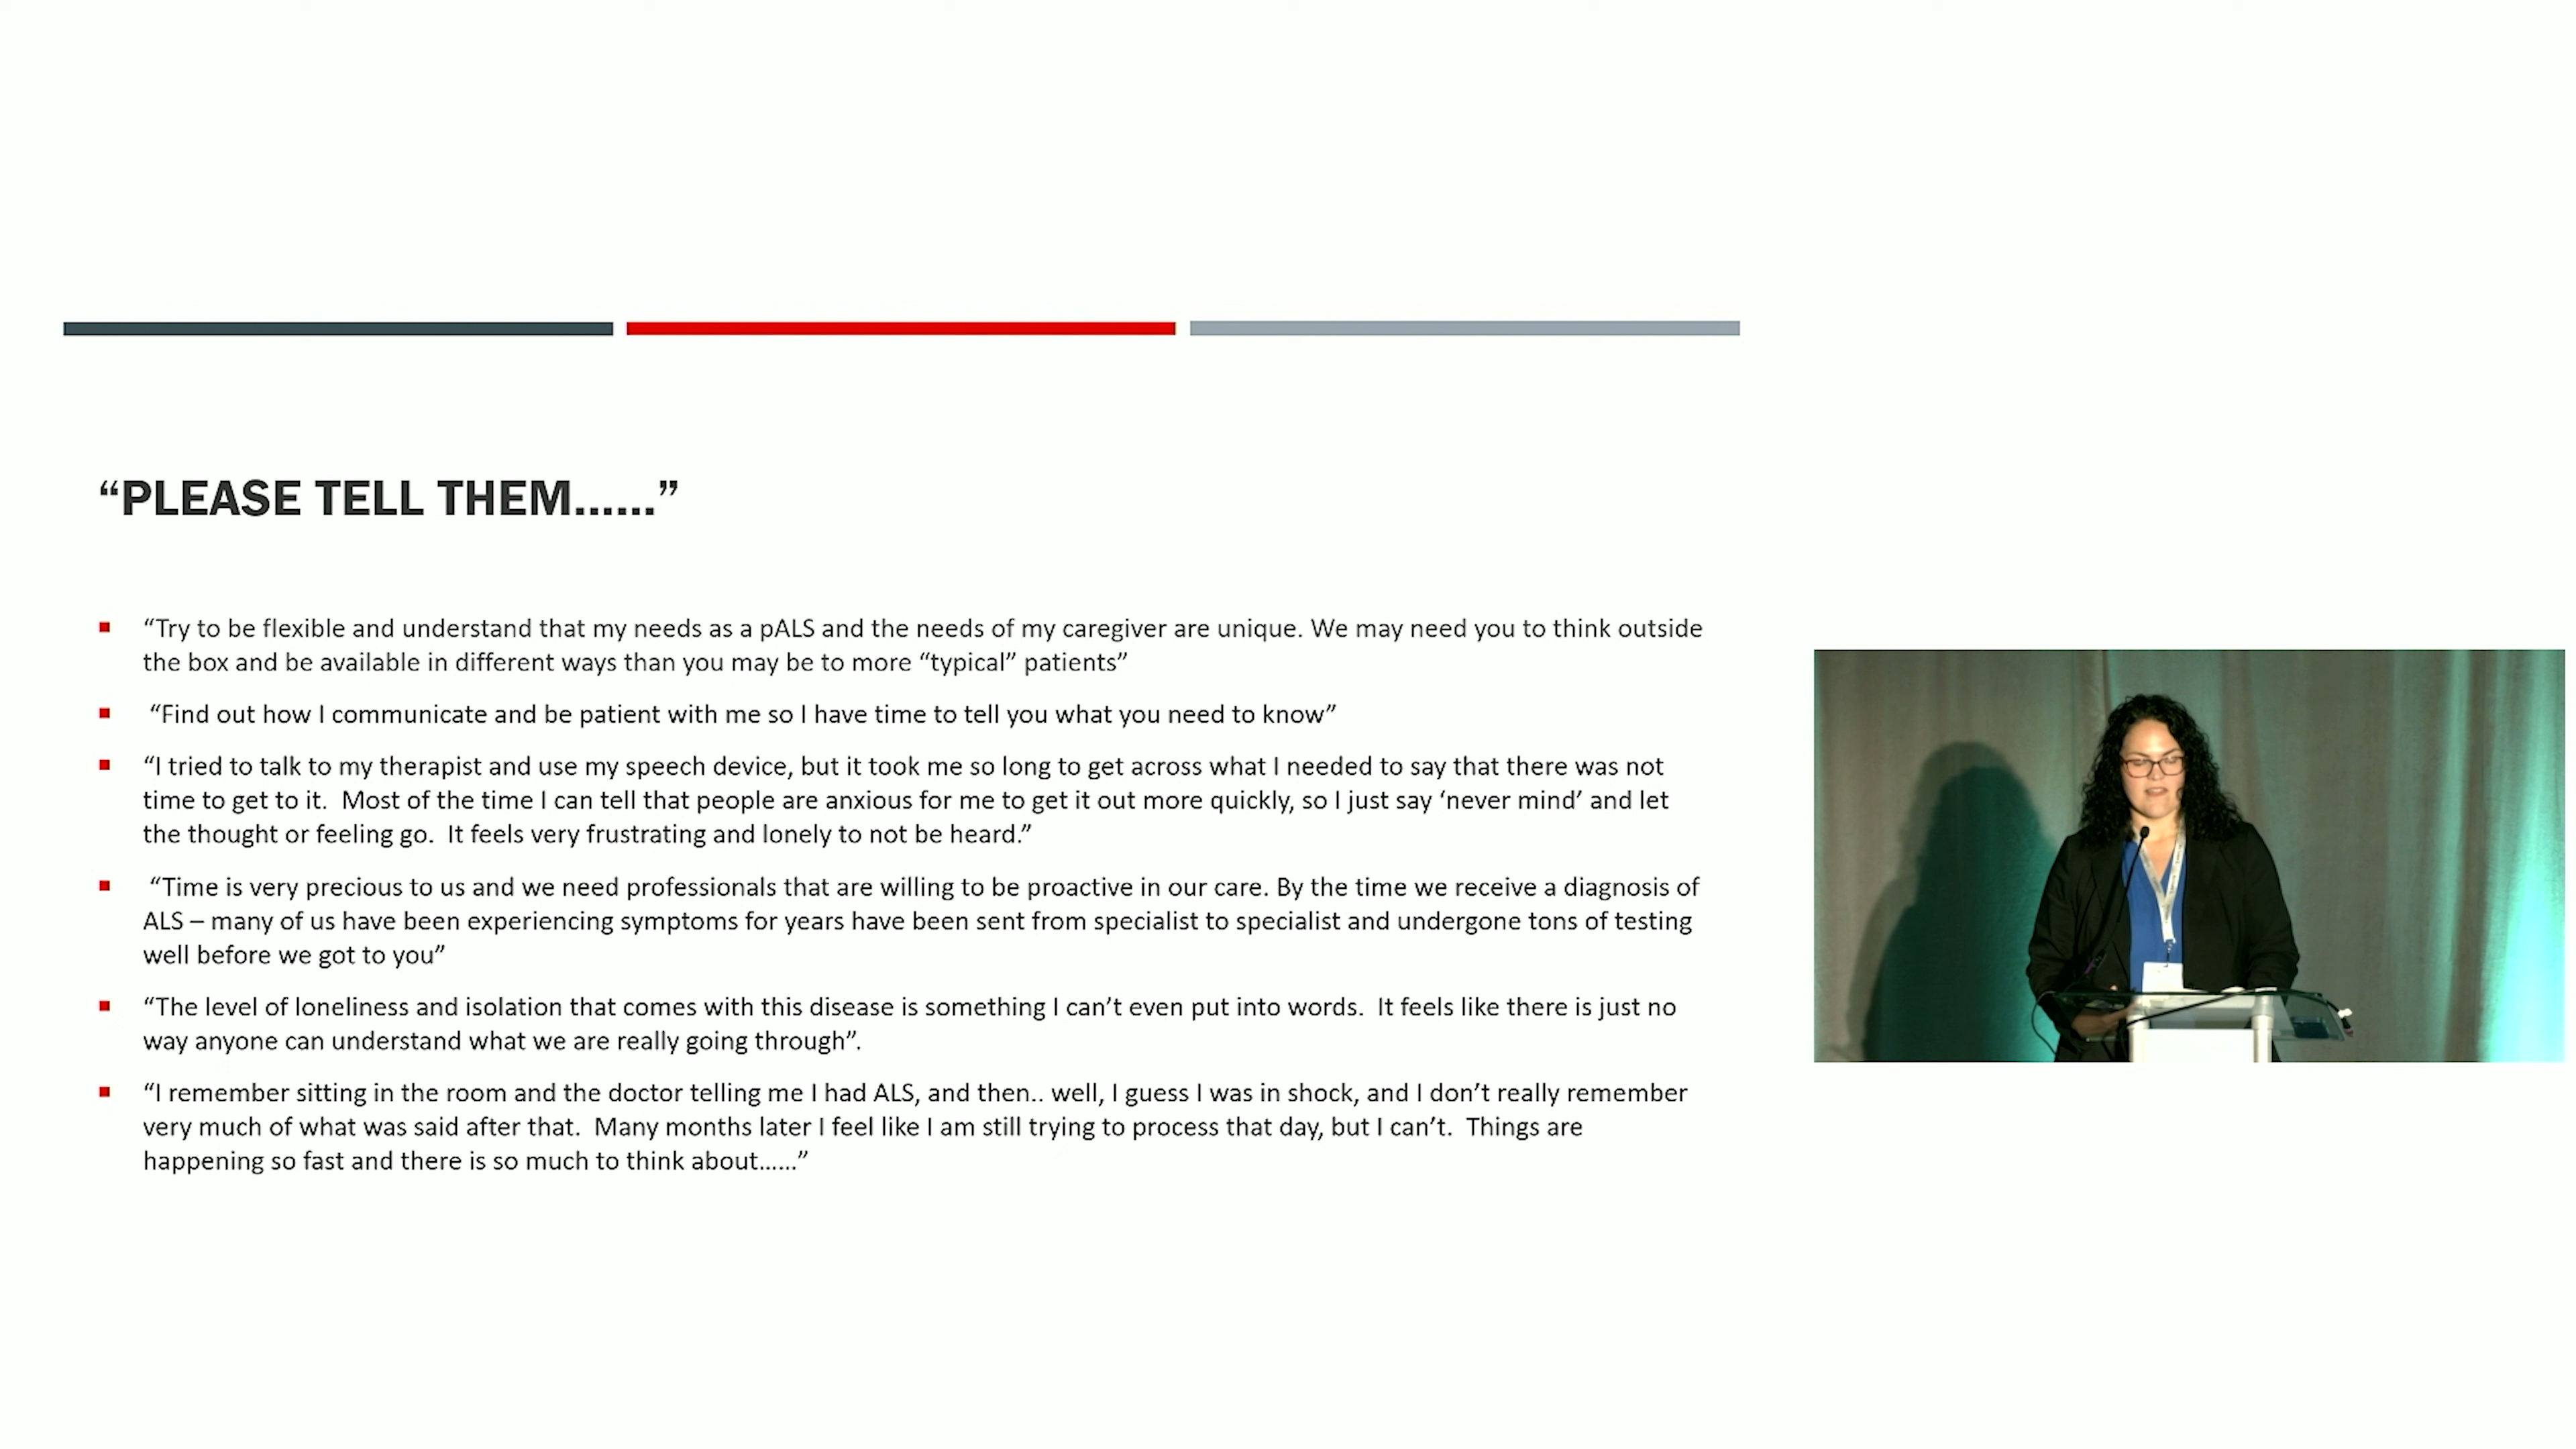 “PLEASE TELL THEM……”
“Try to be flexible and understand that my needs as a pALS and the needs of my caregiver are unique. We may need you to think outside
the box and be available in different ways than you may be to more “typical” patients”
“Find out how I communicate and be patient with me so I have time to tell you what you need to know”
“I tried to talk to my therapist and use my speech device, but it took me so long to get across what I needed to say that there was not
time to get to it.  Most of the time I can tell that people are anxious for me to get it out more quickly, so I just say ‘never mind’ and let
the thought or feeling go.  It feels very frustrating and lonely to not be heard.”
“Time is very precious to us and we need professionals that are willing to be proactive in our care. By the time we receive a diagnosis of
ALS – many of us have been experiencing symptoms for years have been sent from specialist to specialist and undergone tons of testing
well before we got to you”
“The level of loneliness and isolation that comes with this disease is something I can’t even put into words.  It feels like there is just no
way anyone can understand what we are really going through”.
“I remember sitting in the room and the doctor telling me I had ALS, and then.. well, I guess I was in shock, and I don’t really remember
very much of what was said after that.  Many months later I feel like I am still trying to process that day, but I can’t.  Things are
happening so fast and there is so much to think about……”